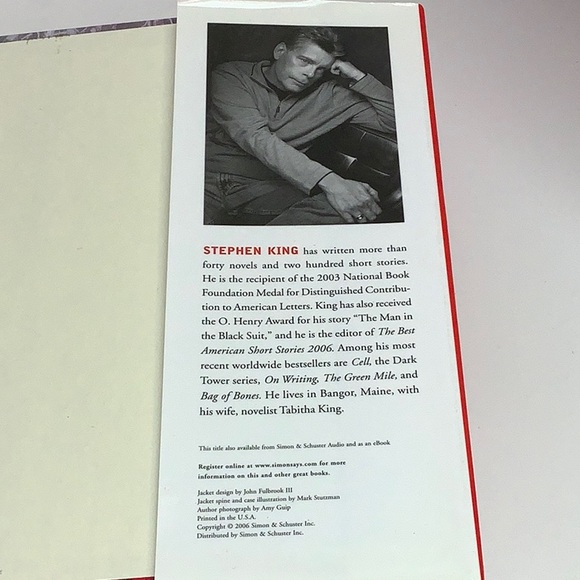 STEPHEN KING has written more than
forty novels and two hundred short stories.
He is the recipient of the 2003 National Book
Foundation Medal for Distinguished Contribu-
tion to American Letters. King has also received
the O. Henry Award for his story “The Man in
the Black Suit,” and he is the editor of The Best
American Short Stories 2006. Among his most
recent worldwide bestsellers are Cell, the Dark
Tower series, On Writing, The Green Mile, and
Bag of Bones. He lives in Bangor, Maine, with
his wife, novelist Tabitha King.
This title also available from Simon & Schuster Audio and as an eBook
Register online at www.simonsays.com for more
information on this and other great books.
Jacket design by John Fulbrook III
Jacket spine and case illustration by Mark Stutzman
Author photograph by Amy Guip
Printed in the U.S.A.
Copyright © 2006 Simon & Schuster Inc.
Distributed by Simon & Schuster Inc.